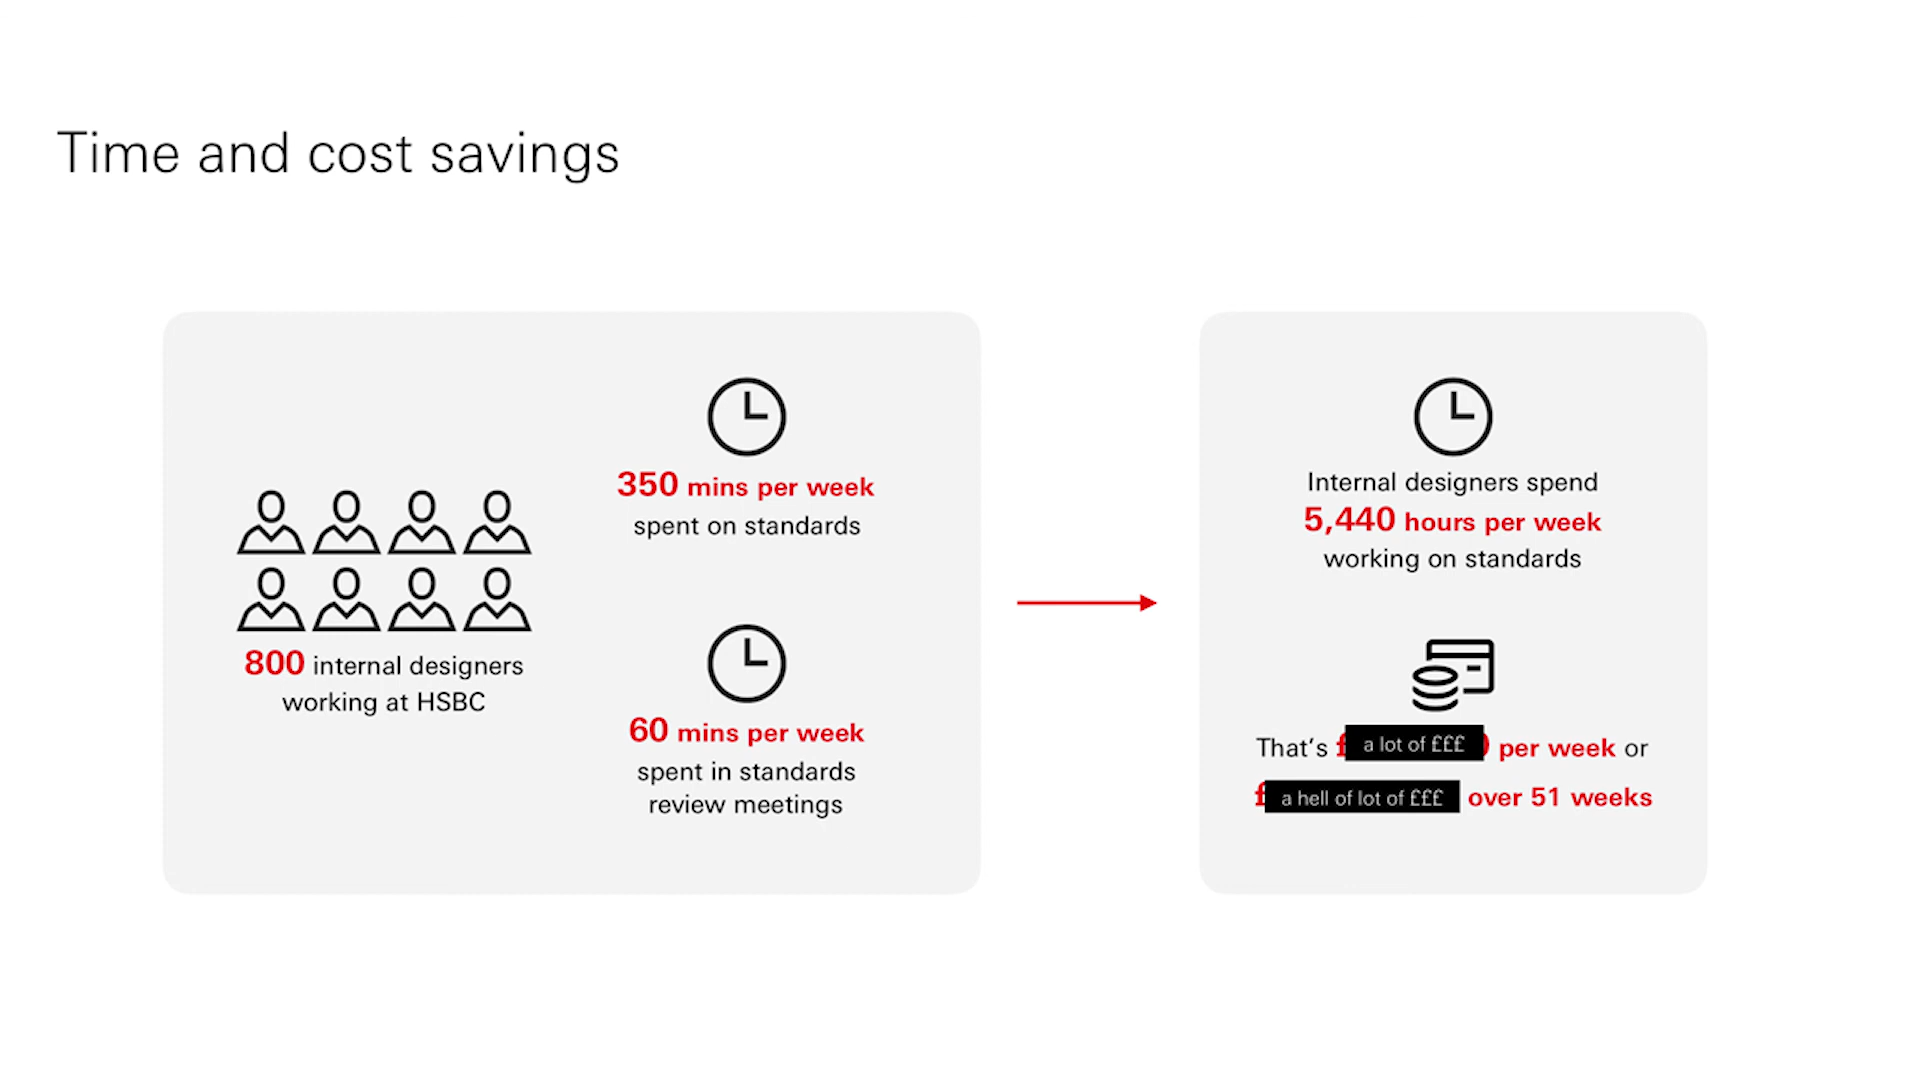 Time and cost savings
800 internal designers
working at HSBC
350 mins per week
spent on standards
60 mins per week
spent in standards
review meetings
Internal designers spend
5,440 hours per week
working on standards
That's £ a lot of £££ per week or
£ a hell of lot of £££ over 51 weeks